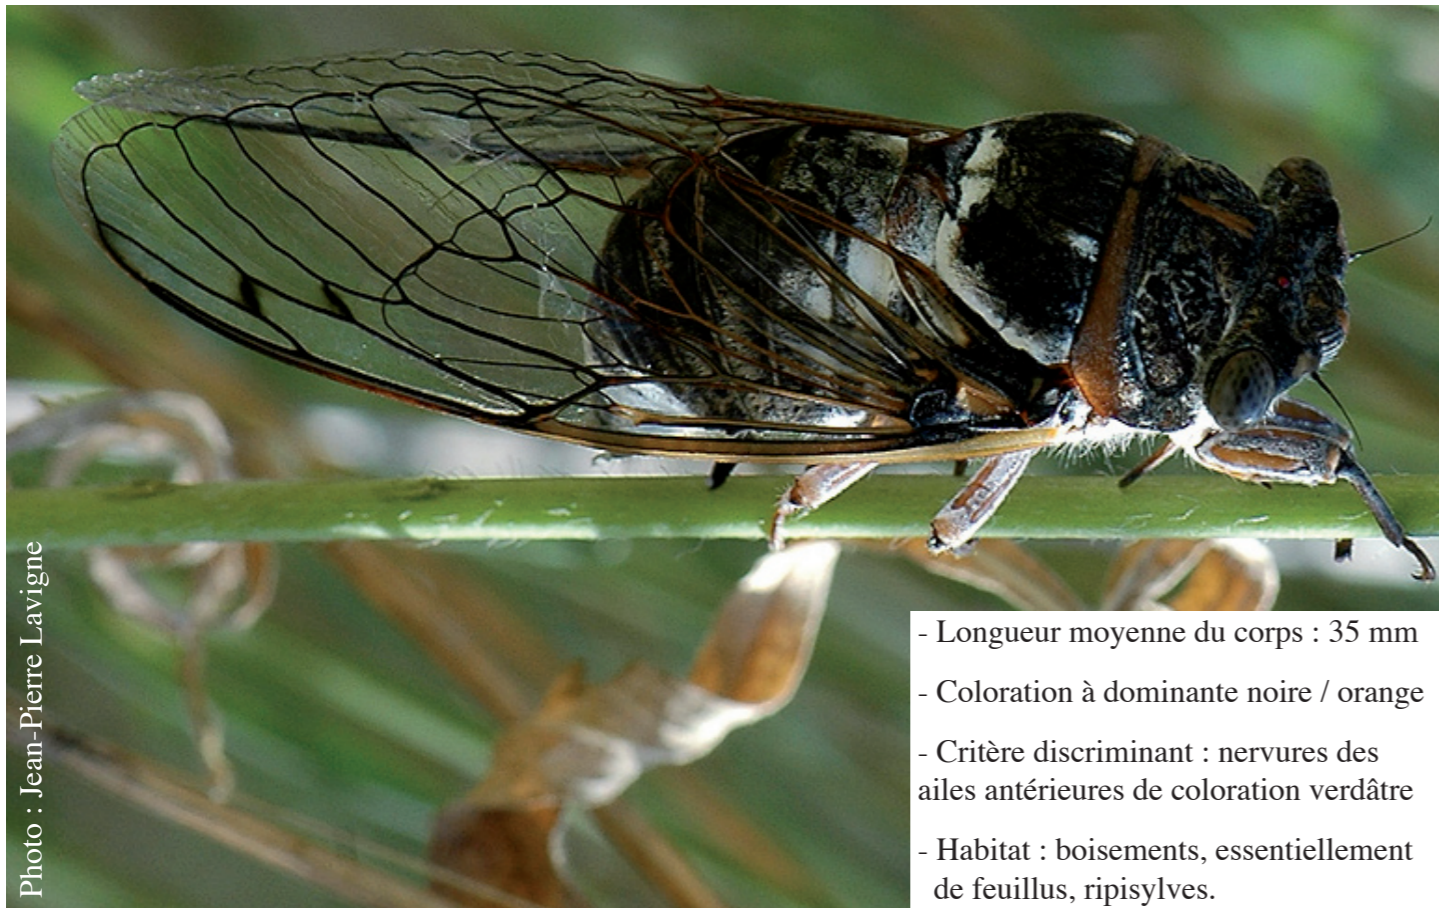 Photo : Jean-Pierre Lavigne
- Longueur moyenne du corps : 35 mm
- Coloration à dominante noire / orange
- Critère discriminant : nervures des
ailes antérieures de coloration verdâtre
- Habitat : boisements, essentiellement
de feuillus, ripisylves.